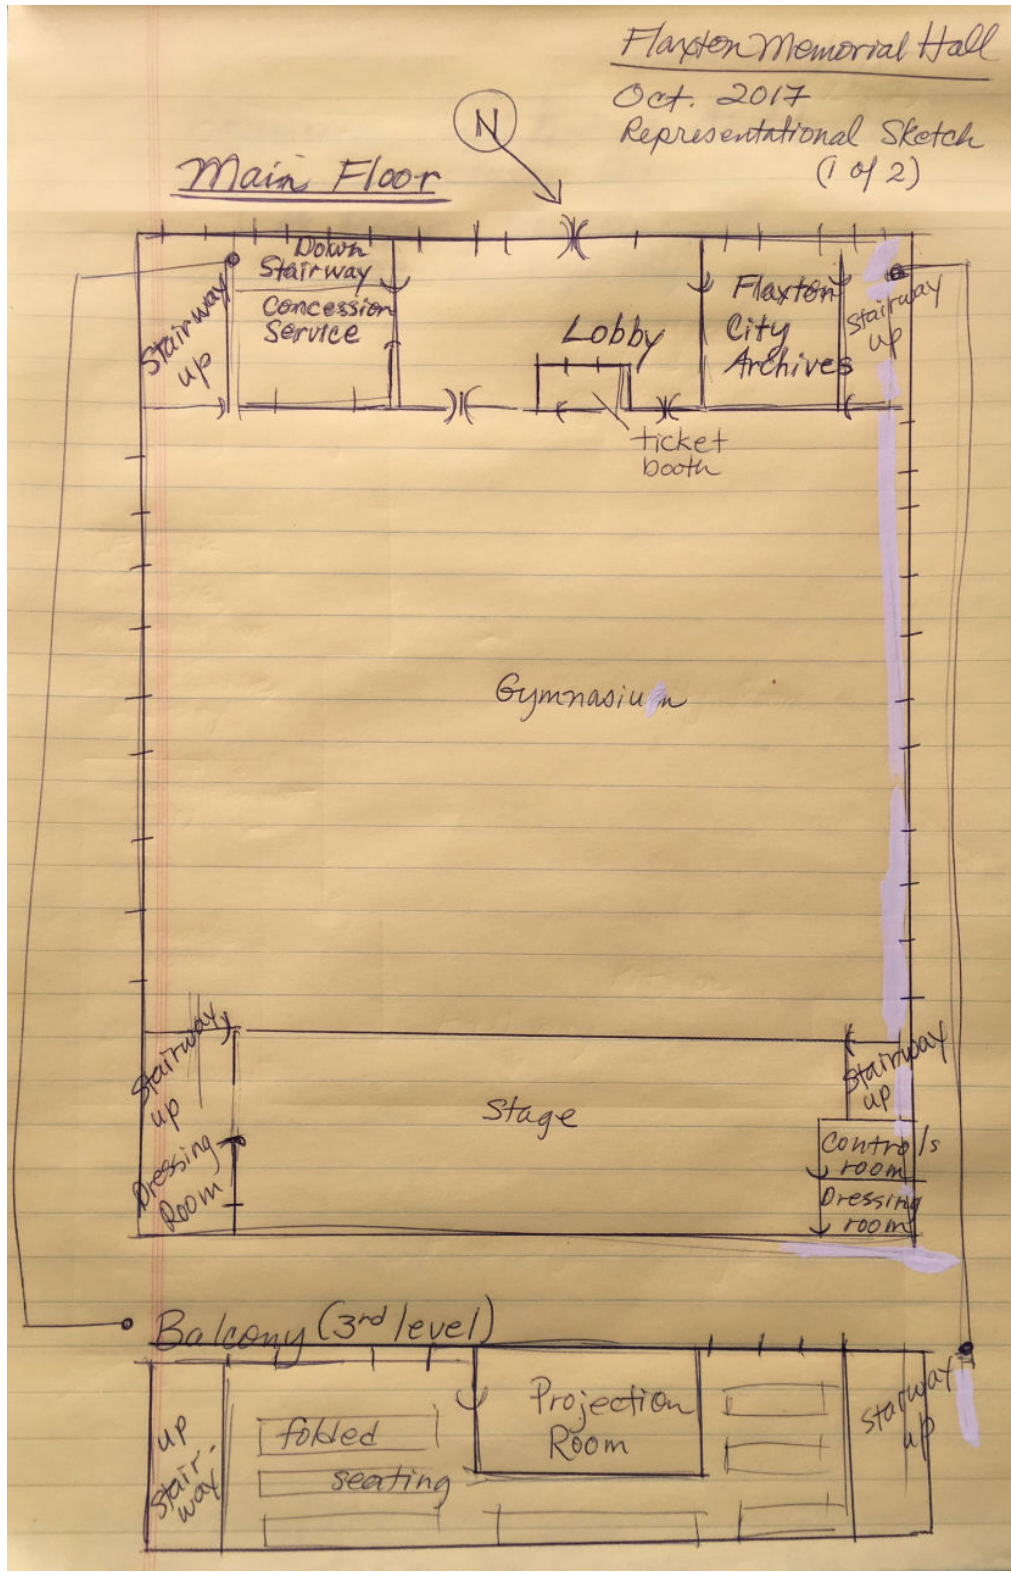 Flaxton Memorial Hall
Oct. 2017
Representational Sketch
(1 of 2)
N
Main Floor
Stairway
up
Down
Stairway
Concession
Service
Lobby
ticket
booth
Flaxton
City
Archives
Stairway
up
Gymnasium
Stairway
up
Dressing
Room
Stage
Stairway
up
Controls
room
Dressing
room
Balcony (3rd level)
up
stair.
way
folded
seating
Projection
Room
Stairway
up